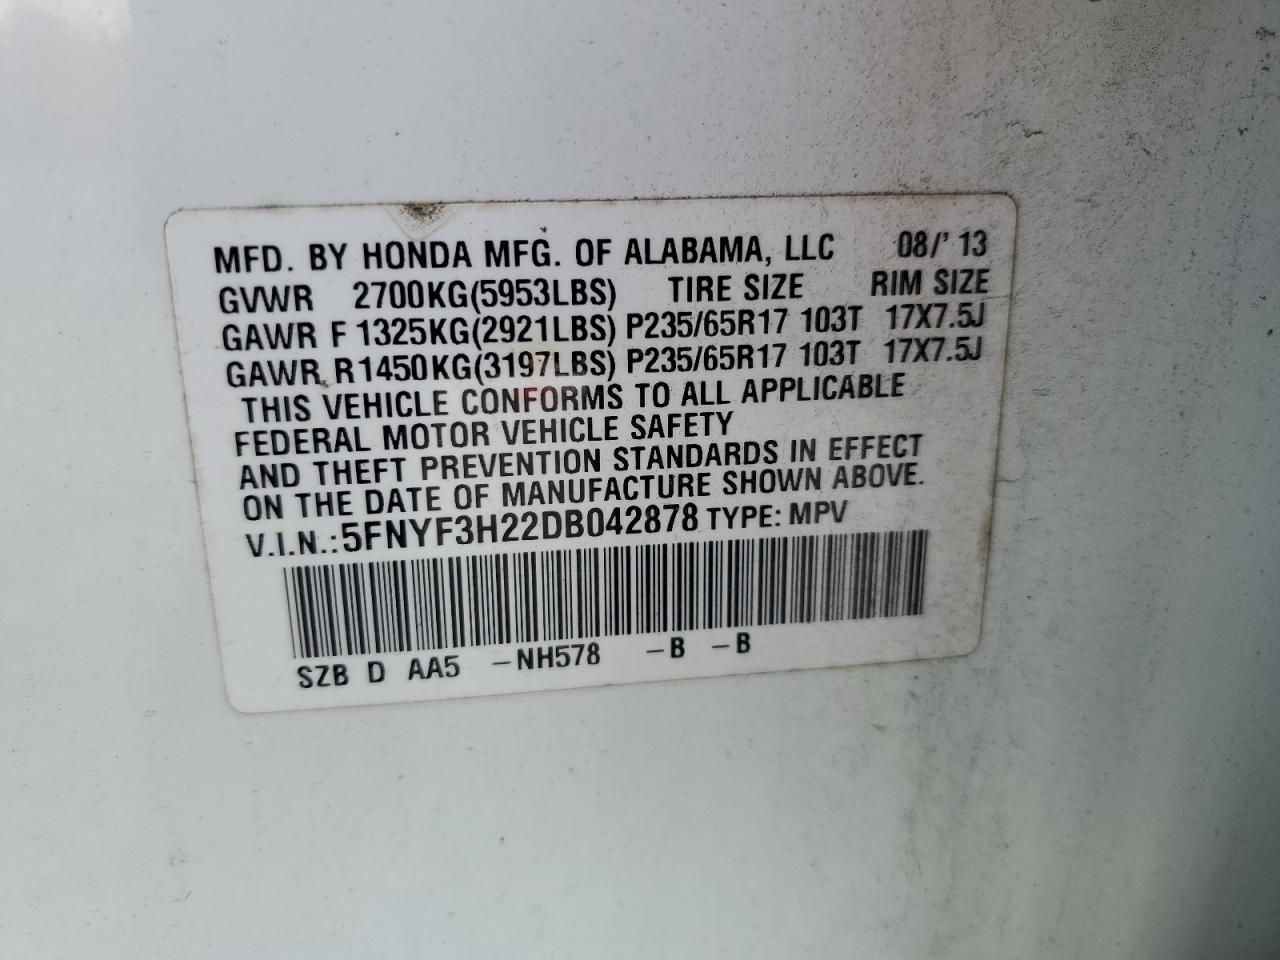 MFD. BY HONDA MFG. OF ALABAMA, LLC 08/' 13
GVWR 2700KG(5953LBS) TIRE SIZE RIM SIZE
GAWR F 1325KG(2921LBS) P235/65R17 103T 17X7.5J
GAWR R1450KG(3197LBS) P235/65R17 103T 17X7.5J
THIS VEHICLE CONFORMS TO ALL APPLICABLE
FEDERAL MOTOR VEHICLE SAFETY
AND THEFT PREVENTION STANDARDS IN EFFECT
ON THE DATE OF MANUFACTURE SHOWN ABOVE.
V.I.N.:5FNYF3H22DB042878 TYPE: MPV
SZB D AA5 –NH578 –B –B